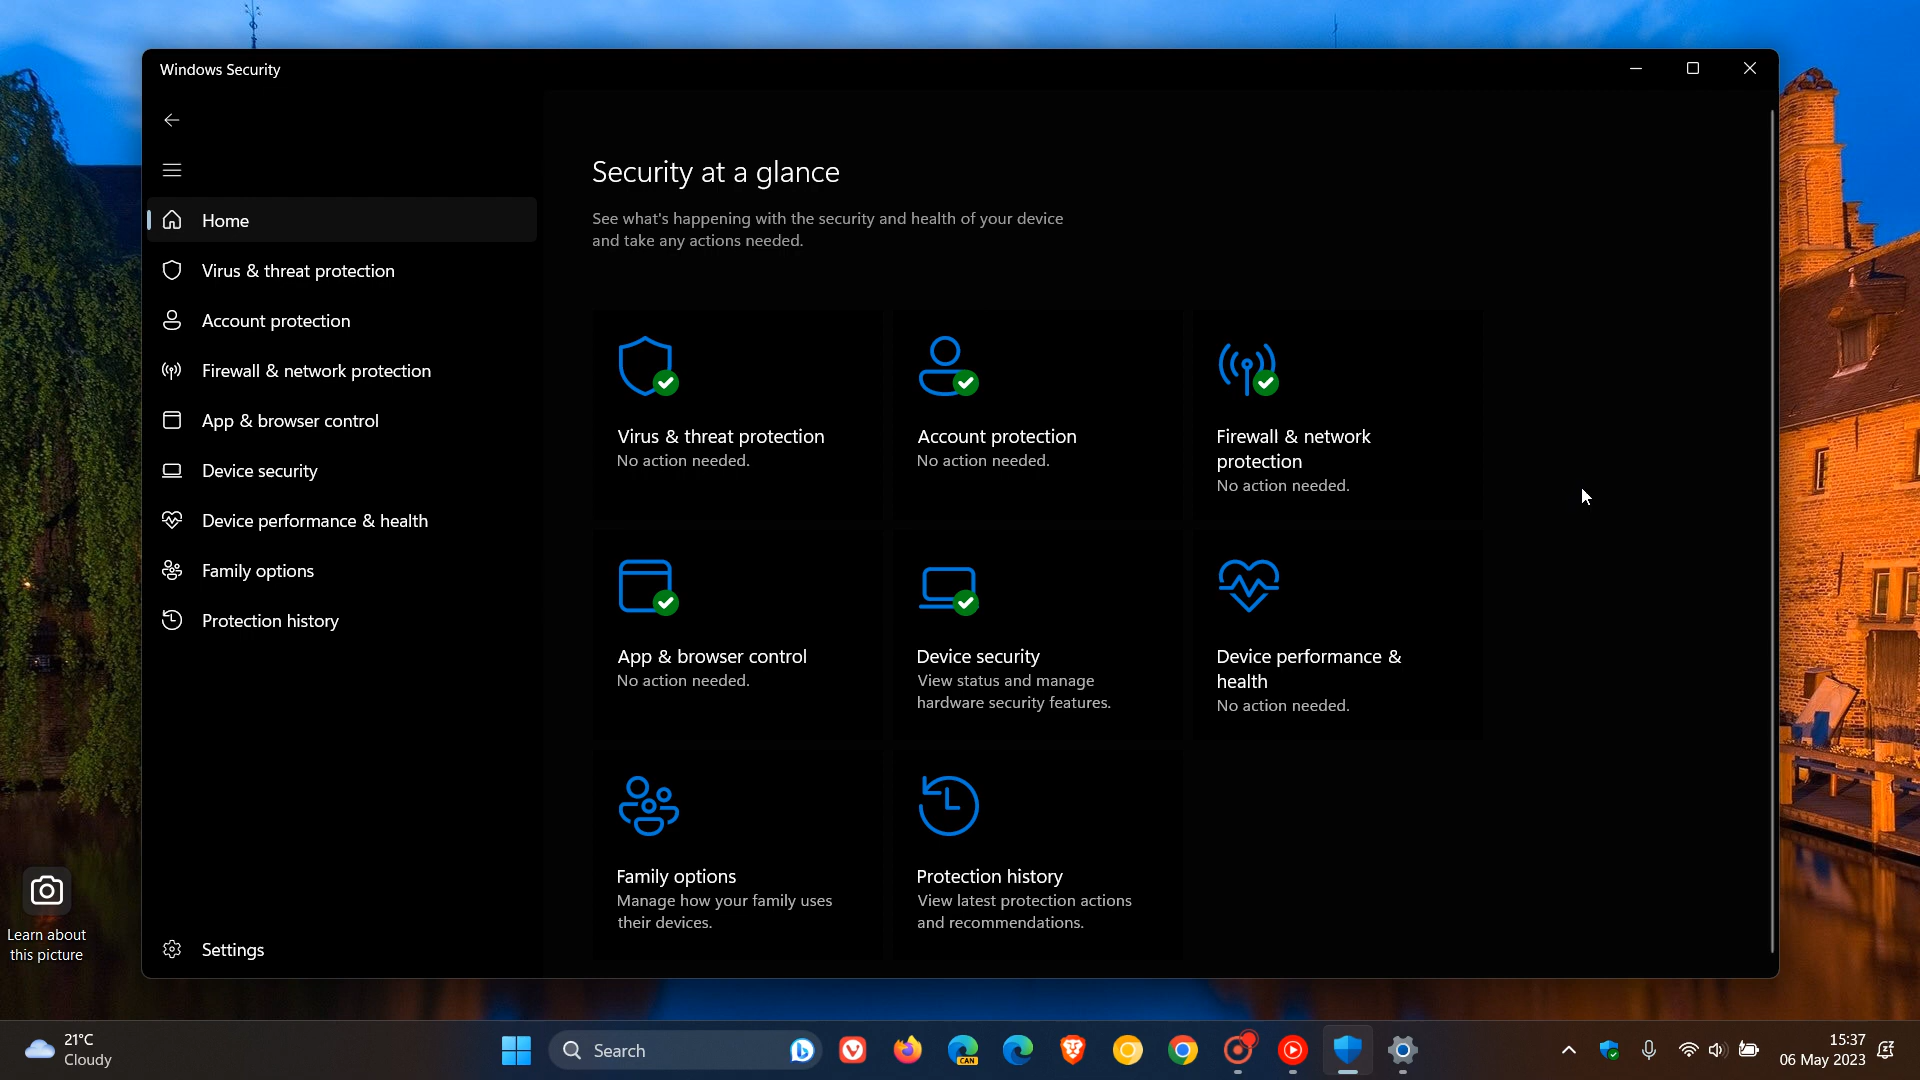 Windows Security
Home
Virus & threat protection
Account protection
Firewall & network protection
App & browser control
Device security
Device performance & health
Family options
Protection history
Settings
Security at a glance
See what's happening with the security and health of your device
and take any actions needed.
Virus & threat protection
No action needed.
Account protection
No action needed.
Firewall & network
protection
No action needed.
App & browser control
No action needed.
Device security
View status and manage
hardware security features.
Device performance &
health
No action needed.
Family options
Manage how your family uses
their devices.
Protection history
View latest protection actions
and recommendations.
Learn about
this picture
21°C
Cloudy
Search
CAN
15:37
06 May 2023